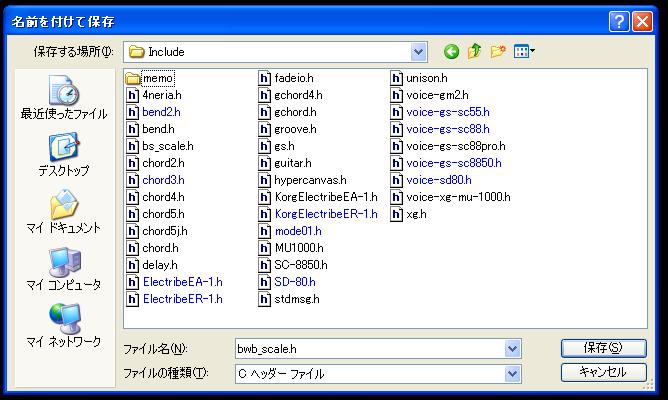 名前を付けて保存
保存する場所(I): Include
最近使ったファイル
デスクトップ
マイ ドキュメント
マイ コンピュータ
マイ ネットワーク
memo
4neria.h
bend2.h
bend.h
bs_scale.h
chord2.h
chord3.h
chord4.h
chord5.h
chord5j.h
chord.h
delay.h
ElectribeEA-1.h
ElectribeER-1.h
fadeio.h
gchord4.h
gchord.h
groove.h
gs.h
guitar.h
hypercanvas.h
KorgElectribeEA-1.h
KorgElectribeER-1.h
mode01.h
MU1000.h
SC-8850.h
SD-80.h
stdmsg.h
unison.h
voice-gm2.h
voice-gs-sc55.h
voice-gs-sc88.h
voice-gs-sc88pro.h
voice-gs-sc8850.h
voice-sd80.h
voice-xg-mu-1000.h
xg.h
ファイル名(N): bwb_scale.h 保存(S)
ファイルの種類(T): C ヘッダー ファイル キャンセル